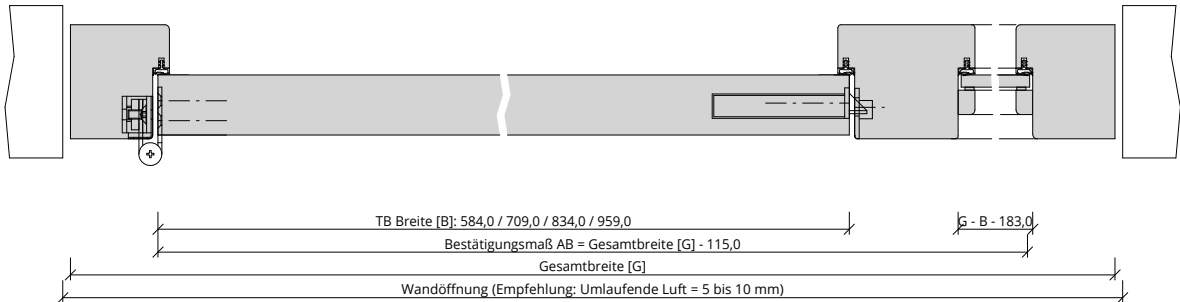 TB Breite [B]: 584,0 / 709,0 / 834,0 / 959,0
G - B - 183,0
Bestätigungsmaß AB = Gesamtbreite [G] - 115,0
Gesamtbreite [G]
Wandöffnung (Empfehlung: Umlaufende Luft = 5 bis 10 mm)